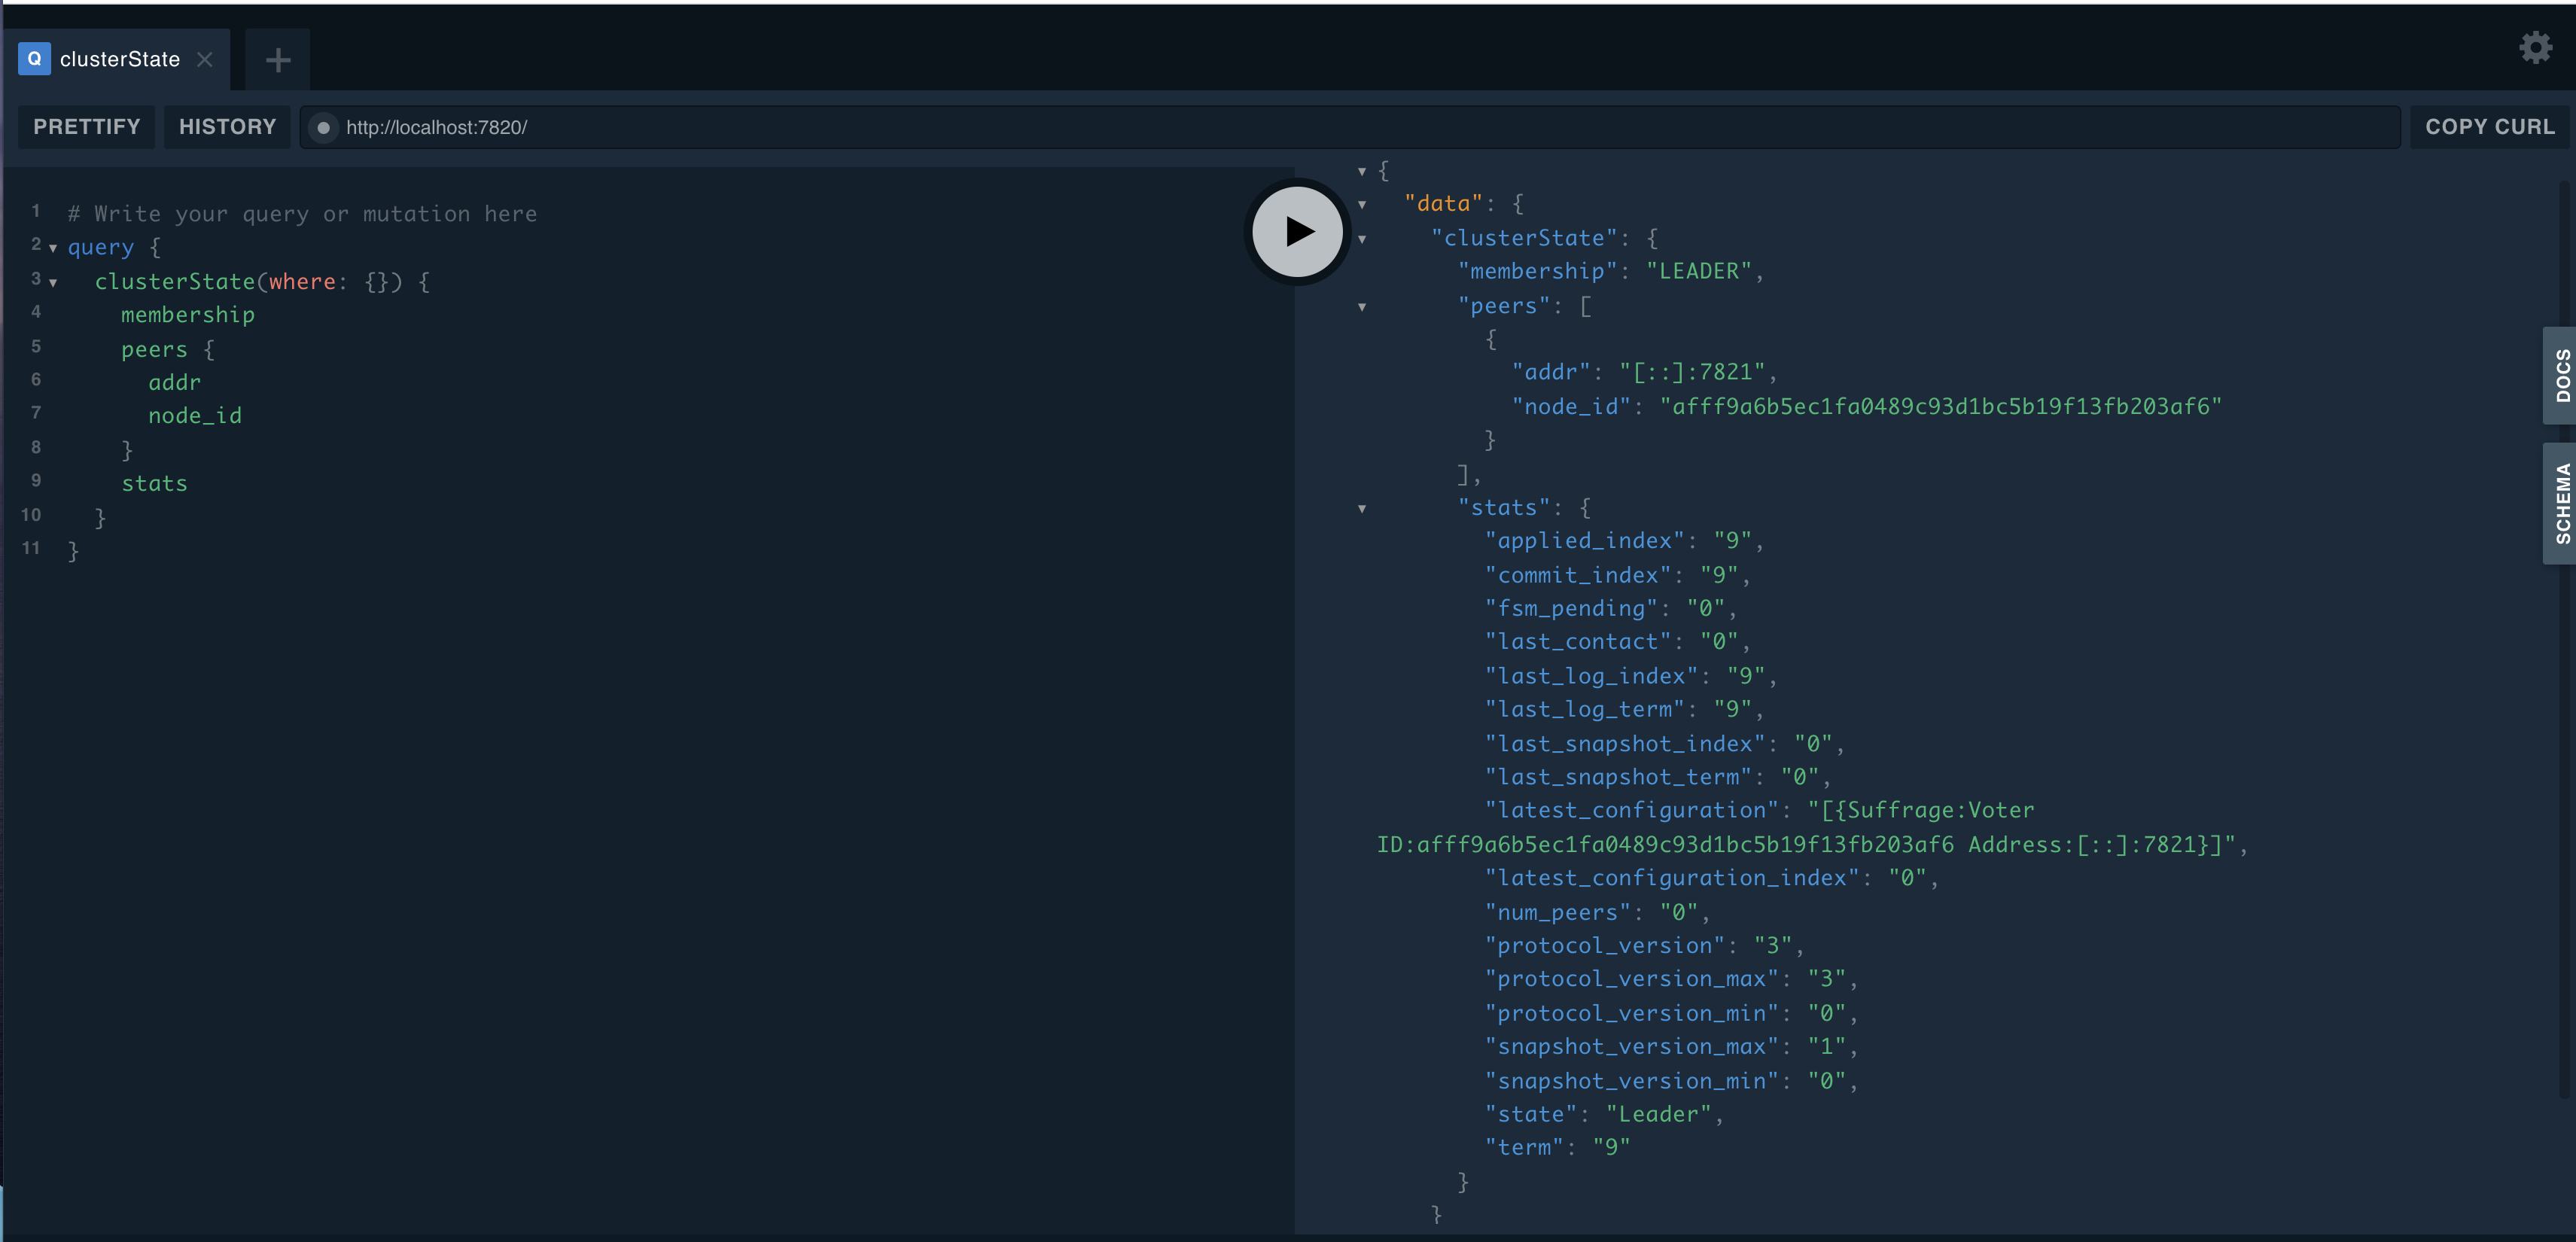 Q clusterState
PRETTIFY HISTORY http://localhost:7820/ COPY CURL
1 # Write your query or mutation here
2 query {
3 clusterState(where: {}) {
4 membership
5 peers {
6 addr
7 node_id
8 }
9 stats
10 }
11 }
{
"data": {
"clusterState": {
"membership": "LEADER",
"peers": [
{
"addr": "[::]:7821",
"node_id": "afff9a6b5ec1fa0489c93d1bc5b19f13fb203af6"
}
],
"stats": {
"applied_index": "9",
"commit_index": "9",
"fsm_pending": "0",
"last_contact": "0",
"last_log_index": "9",
"last_log_term": "9",
"last_snapshot_index": "0",
"last_snapshot_term": "0",
"latest_configuration": "[{Suffrage:Voter
ID:afff9a6b5ec1fa0489c93d1bc5b19f13fb203af6 Address:[::]:7821}]",
"latest_configuration_index": "0",
"num_peers": "0",
"protocol_version": "3",
"protocol_version_max": "3",
"protocol_version_min": "0",
"snapshot_version_max": "1",
"snapshot_version_min": "0",
"state": "Leader",
"term": "9"
}
}
DOCS
SCHEMA